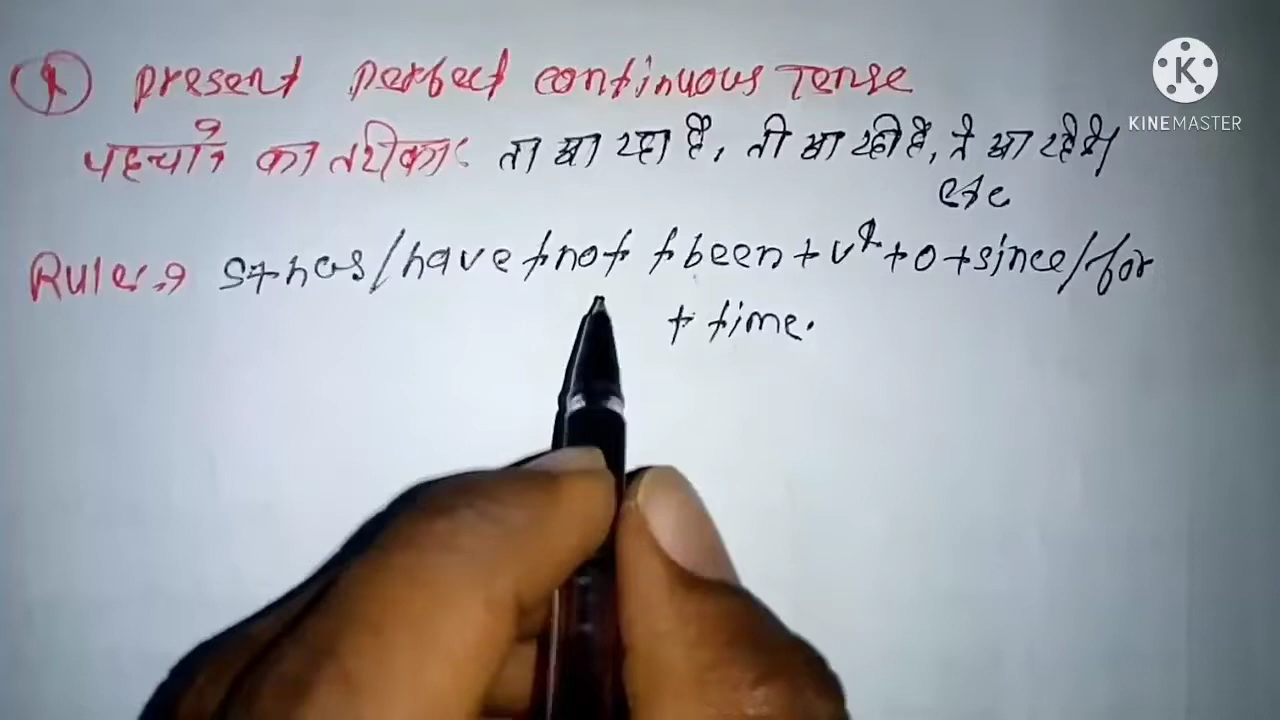 1 Present Perfect Continuous Tense
KINEMASTER
पहचाने का तरीका: ता आ रहा है, ती आ रही है, ते आ रहे है।
etc
Rule:→ S+has/have+not +been+v⁴+o+since/for
+ time.